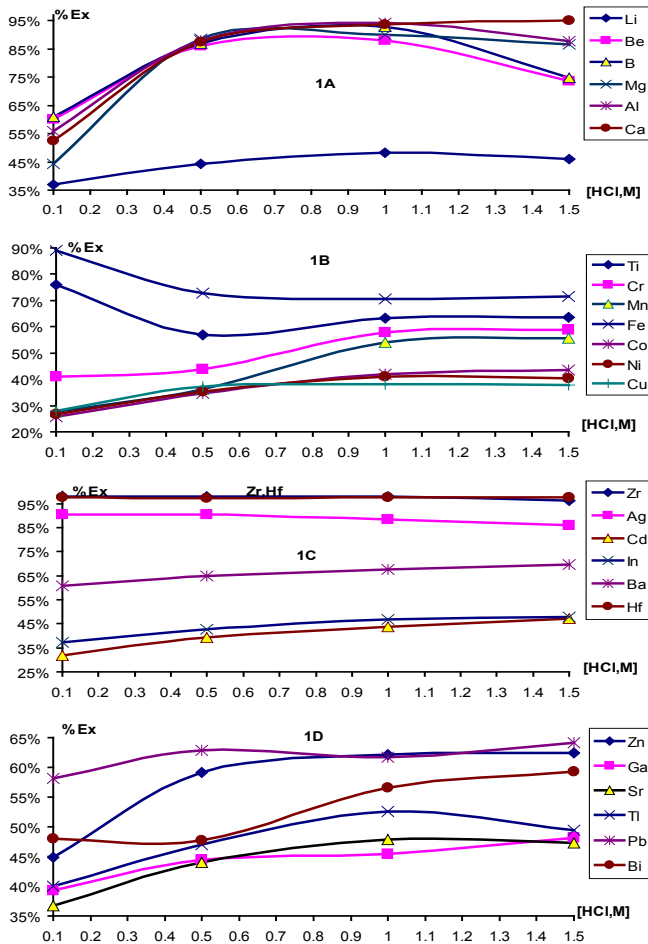 %Ex
95%
85%
75%
65%
55%
45%
35%
1A
0.1 0.2 0.3 0.4 0.5 0.6 0.7 0.8 0.9 1 1.1 1.2 1.3 1.4 1.5
[HCl,M]
Li
Be
B
Mg
Al
Ca
%Ex
90%
80%
70%
60%
50%
40%
30%
20%
1B
0.1 0.2 0.3 0.4 0.5 0.6 0.7 0.8 0.9 1 1.1 1.2 1.3 1.4 1.5
[HCl,M]
Ti
Cr
Mn
Fe
Co
Ni
Cu
%Ex
Zr,Hf
95%
85%
75%
65%
55%
45%
35%
25%
1C
0.1 0.2 0.3 0.4 0.5 0.6 0.7 0.8 0.9 1 1.1 1.2 1.3 1.4 1.5
[HCl,M]
Zr
Ag
Cd
In
Ba
Hf
%Ex
65%
60%
55%
50%
45%
40%
35%
1D
0.1 0.2 0.3 0.4 0.5 0.6 0.7 0.8 0.9 1 1.1 1.2 1.3 1.4 1.5
[HCl,M]
Zn
Ga
Sr
Tl
Pb
Bi